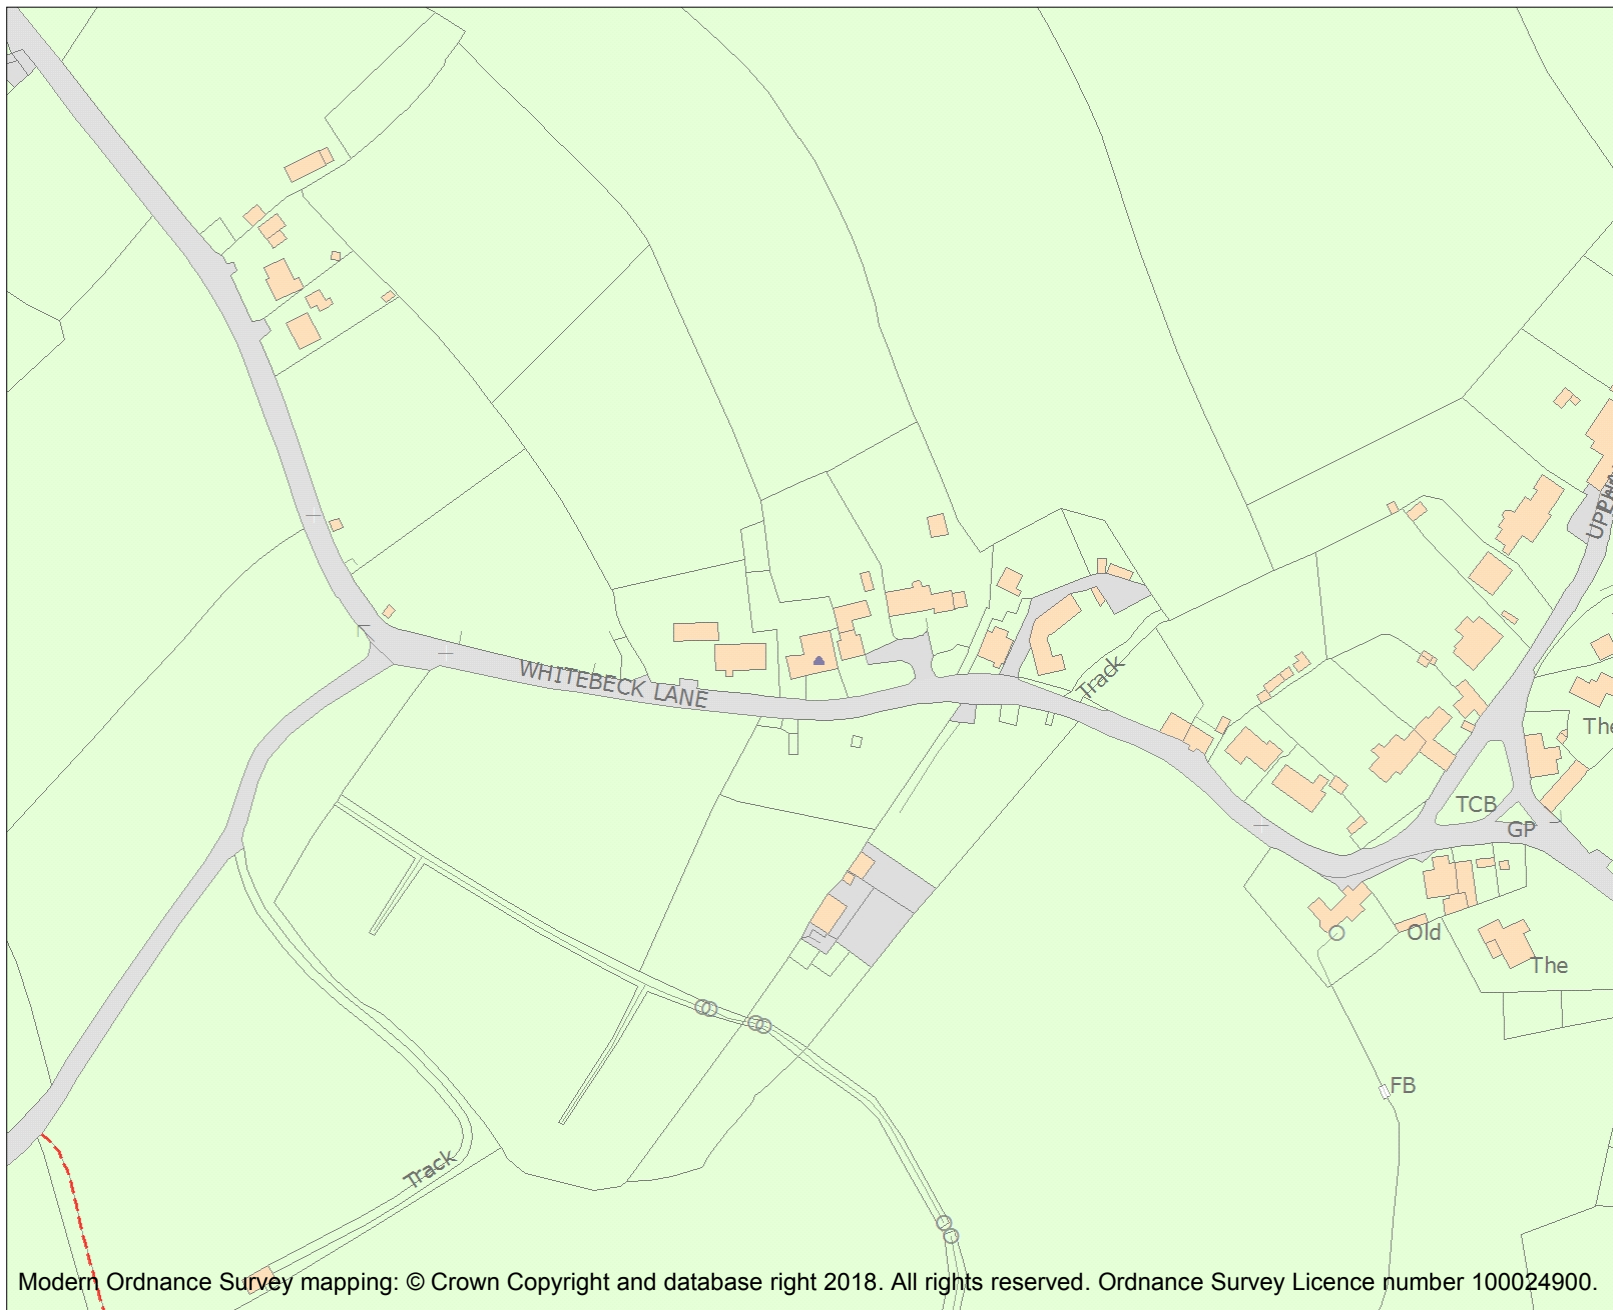 WHITEBECK LANE
Track
The
TCB
GP
Old
The
FB
Track
Modern Ordnance Survey mapping: © Crown Copyright and database right 2018. All rights reserved. Ordnance Survey Licence number 100024900.